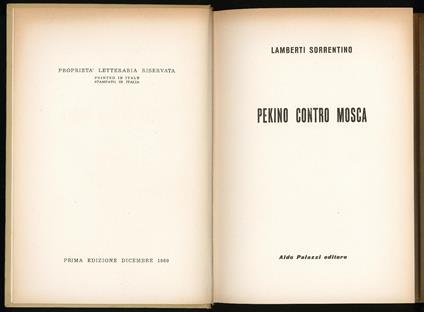 PROPRIETA' LETTERARIA RISERVATA
PRINTED IN ITALY
STAMPATO IN ITALIA
PRIMA EDIZIONE DICEMBRE 1960
LAMBERTI SORRENTINO
PEKINO CONTRO MOSCA
Aldo Palazzi editore